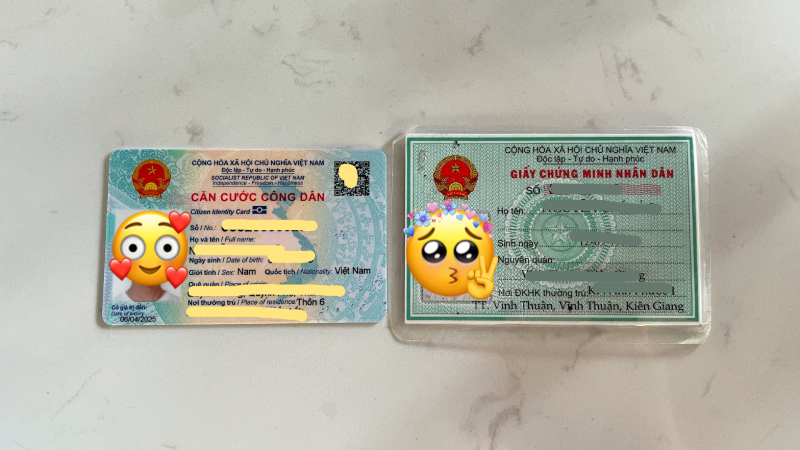 CỘNG HÒA XÃ HỘI CHỦ NGHĨA VIỆT NAM
Độc lập - Tự do - Hạnh phúc
SOCIALIST REPUBLIC OF VIET NAM
Independence - Freedom - Happiness
CĂN CƯỚC CÔNG DÂN
Citizen Identity Card
Số / No.:
Họ và tên / Full name:
Ngày sinh / Date of birth:
Giới tính / Sex: Nam Quốc tịch / Nationality: Việt Nam
Quê quán / Place of
Nơi thường trú / Place of residence: Thôn 6
Có giá trị đến:
Date of expiry
06/04/2025
CỘNG HÒA XÃ HỘI CHỦ NGHĨA VIỆT NAM
Độc lập - Tự do - Hạnh phúc
GIẤY CHỨNG MINH NHÂN DÂN
SỐ
Họ tên:
Sinh ngày
Nguyên quán:
Nơi ĐKHK thường trú:
TT. Vĩnh Thuận, Vĩnh Thuận, Kiên Giang